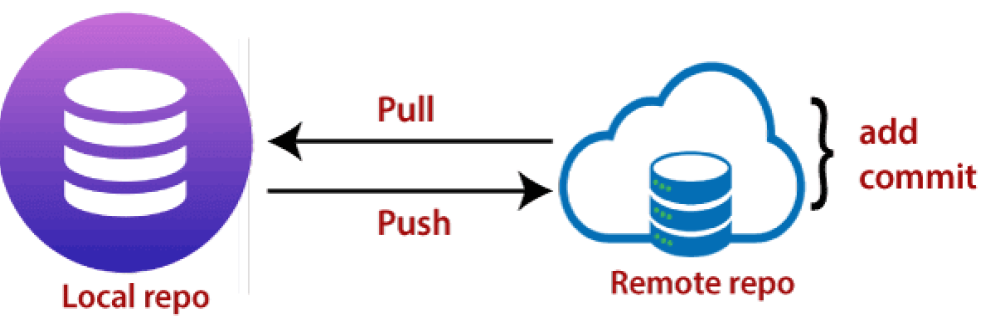 Pull
Push
Local repo
Remote repo
add
commit